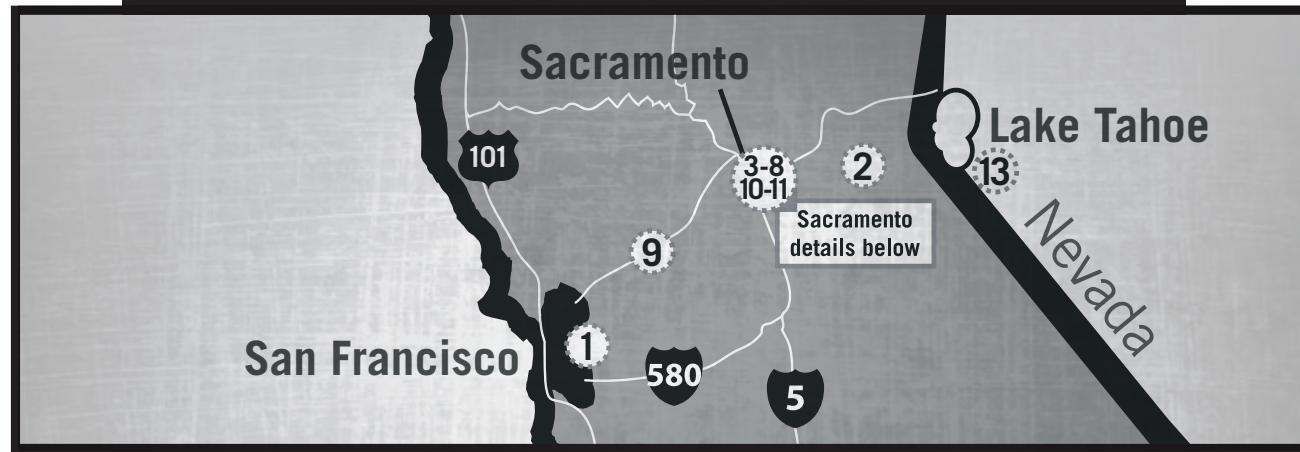 Sacramento
Lake Tahoe
101
3-8
10-11
2
13
Sacramento
details below
9
Nevada
1
San Francisco
580
5